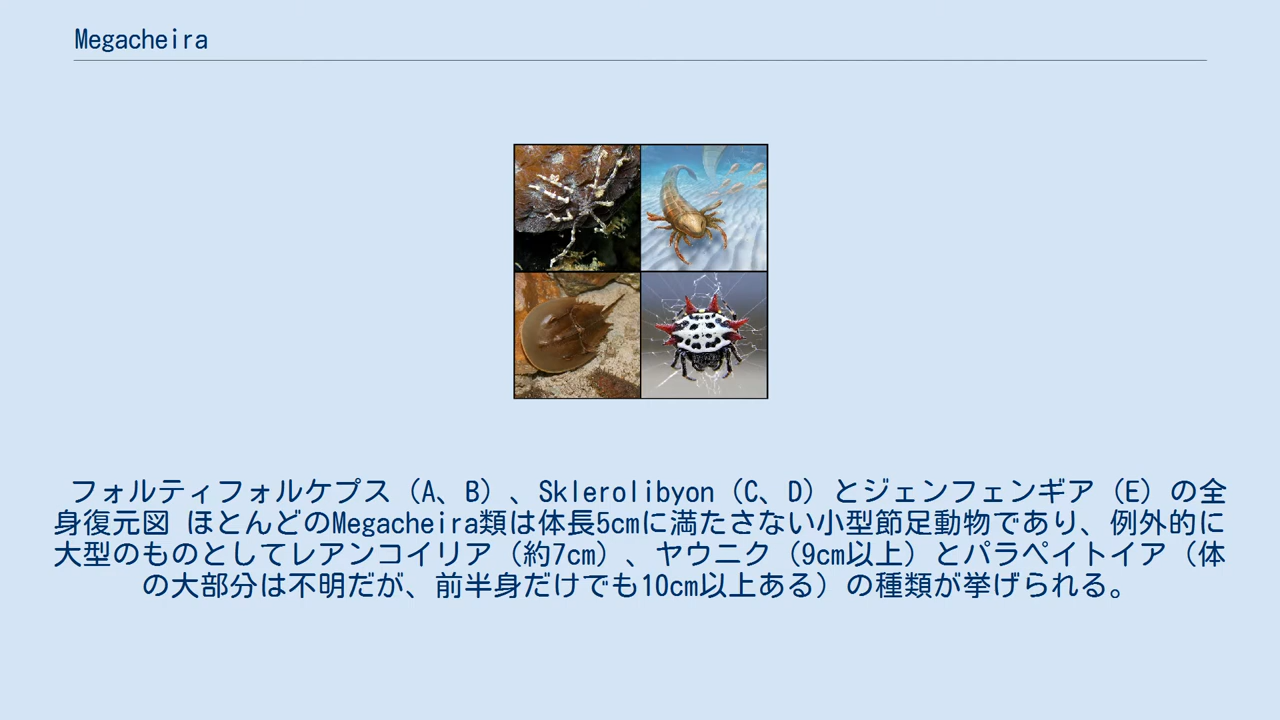 Megacheira
フォルティフォルケプス（A、B）、Sklerolibyon（C、D）とジェンフェンギア（E）の全
身復元図 ほとんどのMegacheira類は体長5cmに満たさない小型節足動物であり、例外的に
大型のものとしてレアンコイリア（約7cm）、ヤウニク（9cm以上）とパラペイトイア（体
の大部分は不明だが、前半身だけでも10cm以上ある）の種類が挙げられる。